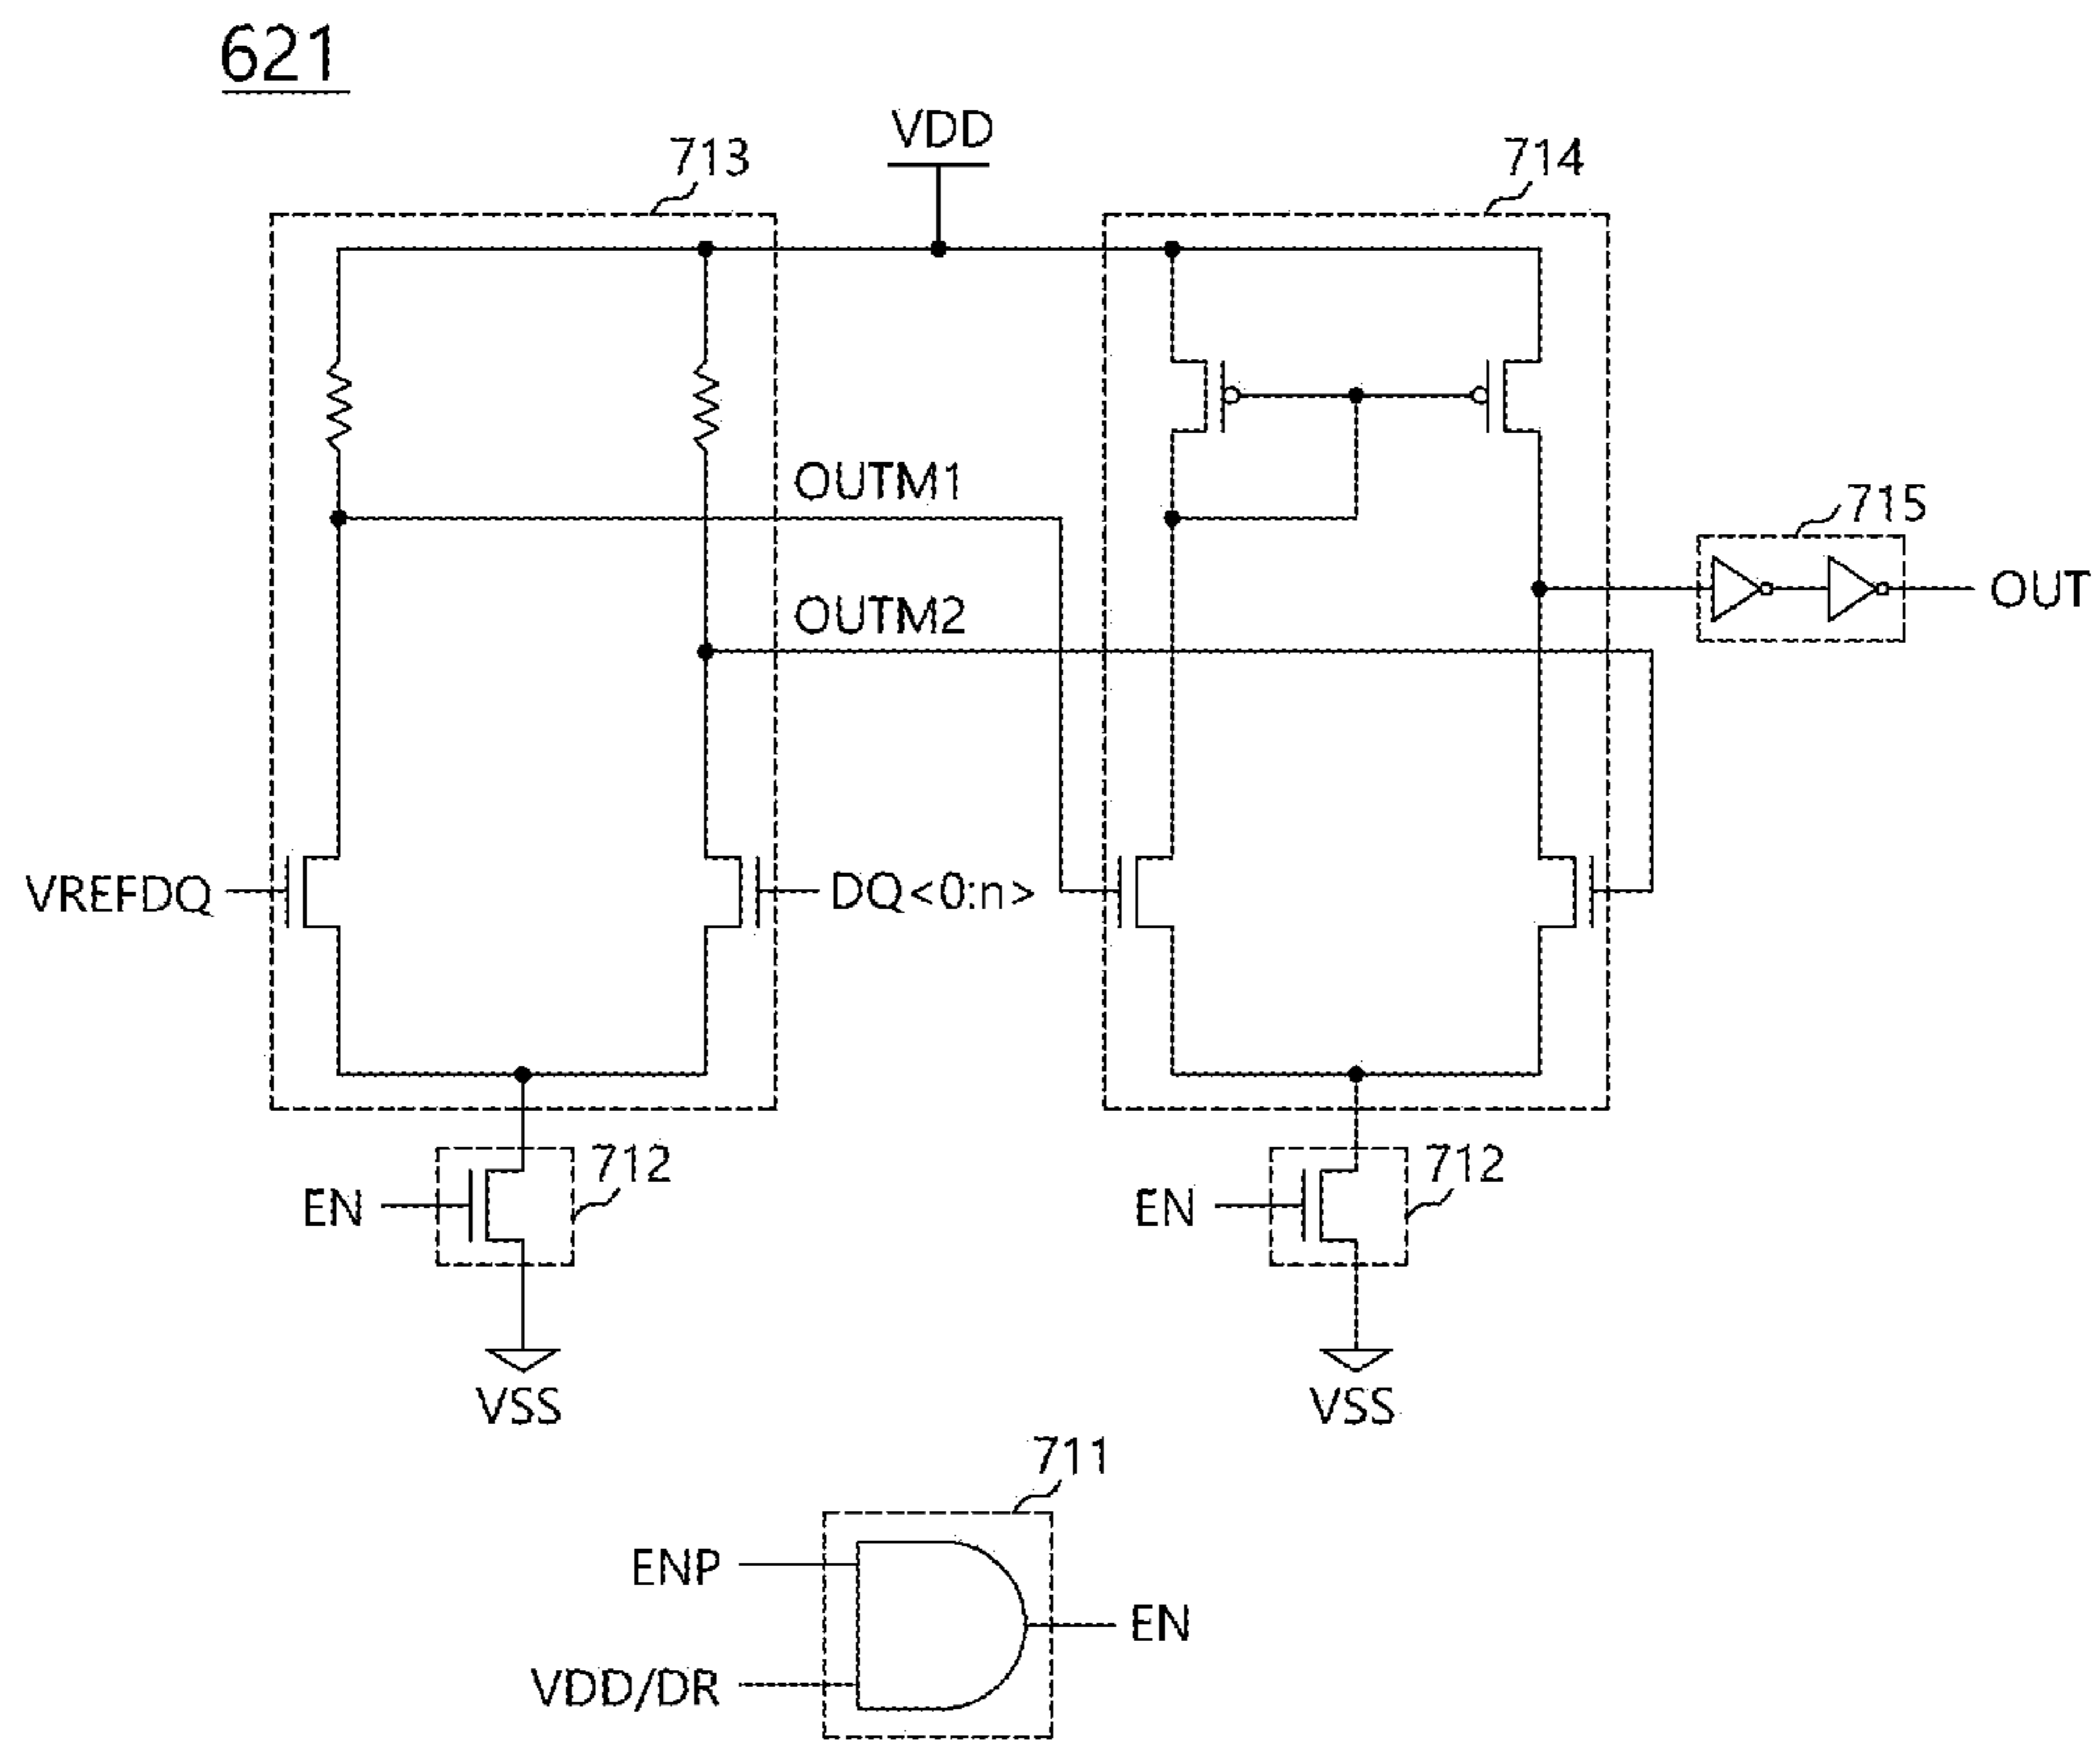 621
VDD
713
714
OUTM1
715
OUT
OUTM2
VREFDQ
DQ<0:n>
712
712
EN
EN
VSS
VSS
711
ENP
EN
VDD/DR